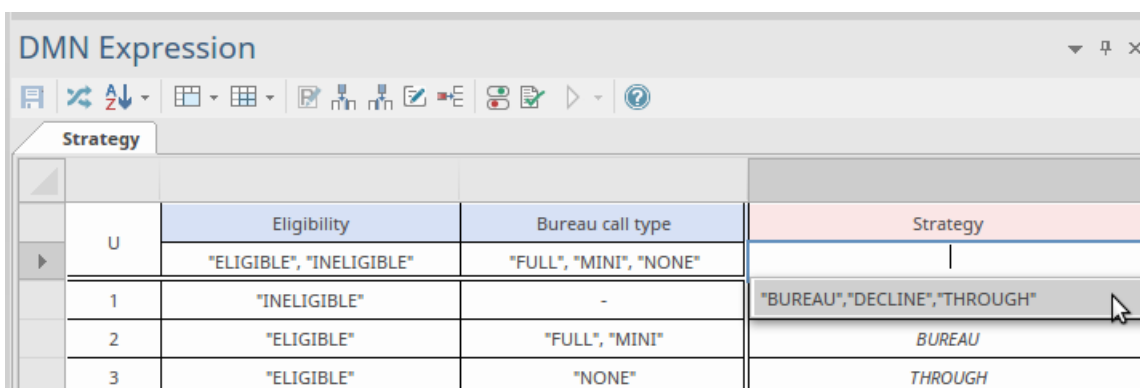 DMN Expression
Strategy
U Eligibility Bureau call type Strategy
"ELIGIBLE", "INELIGIBLE" "FULL", "MINI", "NONE"
1 "INELIGIBLE" - "BUREAU","DECLINE","THROUGH"
2 "ELIGIBLE" "FULL", "MINI" BUREAU
3 "ELIGIBLE" "NONE" THROUGH